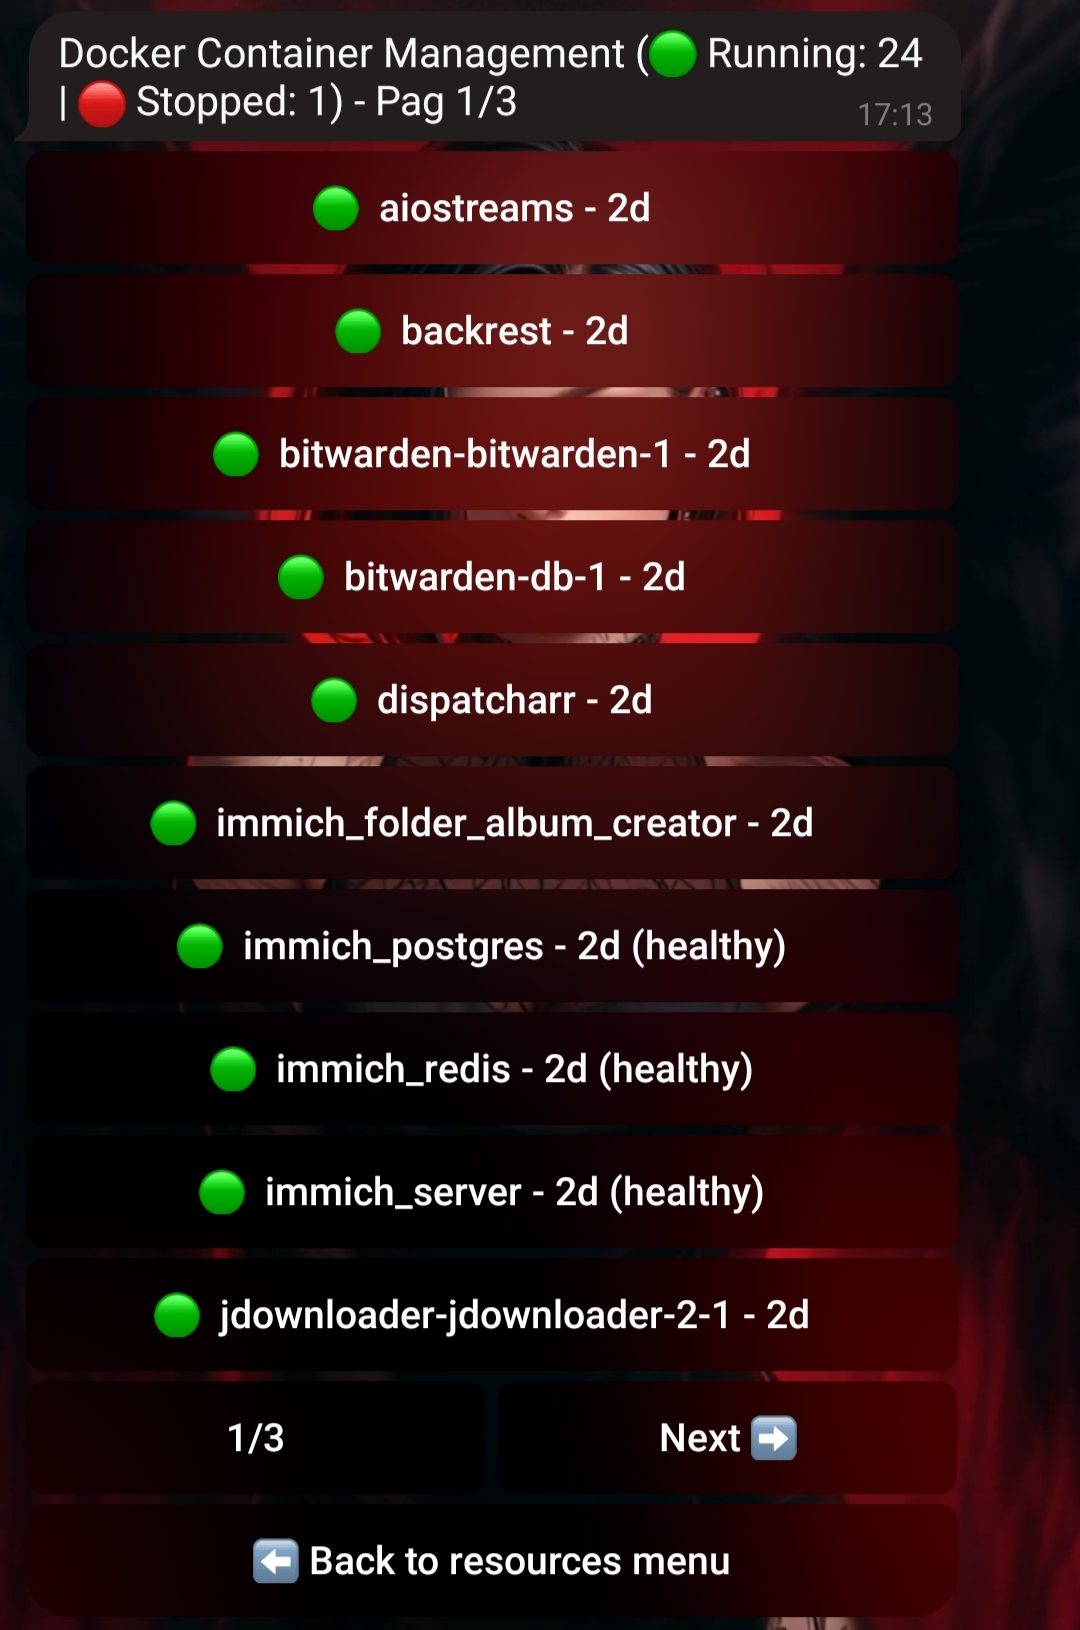 Docker Container Management (🟢 Running: 24
| 🔴 Stopped: 1) - Pag 1/3
17:13
🟢 aiostreams - 2d
🟢 backrest - 2d
🟢 bitwarden-bitwarden-1 - 2d
🟢 bitwarden-db-1 - 2d
🟢 dispatcharr - 2d
🟢 immich_folder_album_creator - 2d
🟢 immich_postgres - 2d (healthy)
🟢 immich_redis - 2d (healthy)
🟢 immich_server - 2d (healthy)
🟢 jdownloader-jdownloader-2-1 - 2d
1/3
Next ➡️
⬅️ Back to resources menu